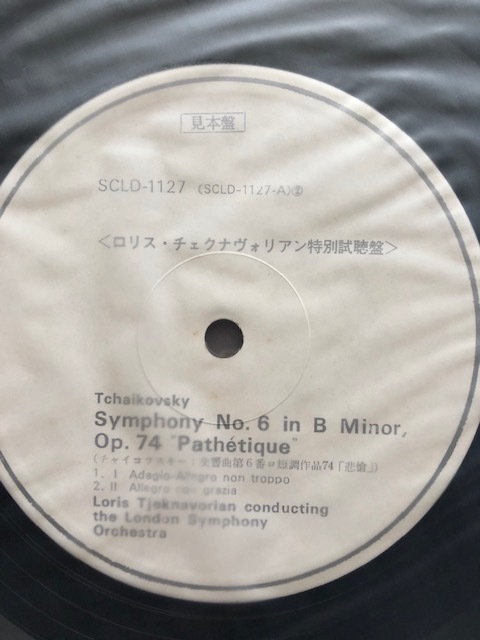 見本盤
SCLD-1127 (SCLD-1127-A)②
＜ロリス・チェクナヴォリアン特別試聴盤＞
Tchaikovsky
Symphony No. 6 in B Minor,
Op. 74 "Pathétique"
(チャイコフスキー：交響曲第6番ロ短調作品74「悲愴」)
1. I Adagio-Allegro non troppo
2. II Allegro non grazia
Loris Tjeknavorian conducting
the London Symphony
Orchestra